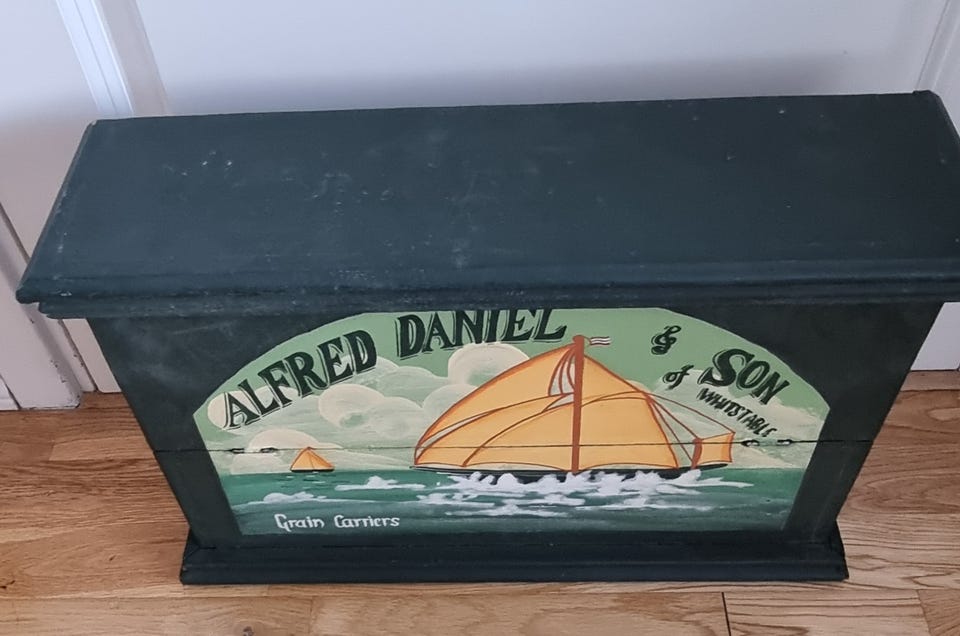 ALFRED DANIEL & SON
of WHITSTABLE
Grain Carriers